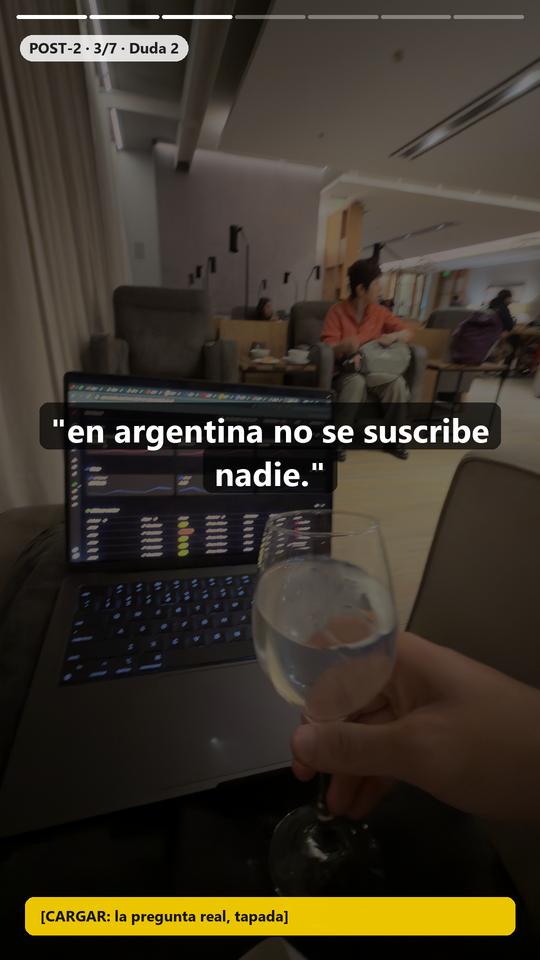 POST-2 · 3/7 · Duda 2
"en argentina no se suscribe
nadie."
[CARGAR: la pregunta real, tapada]